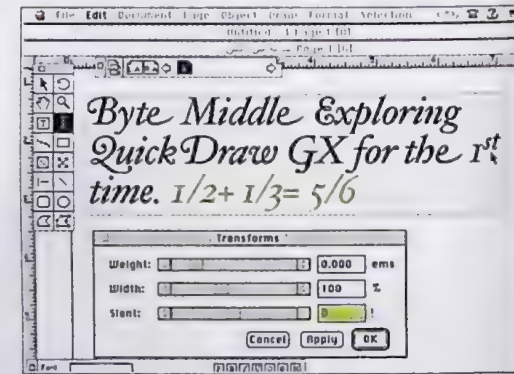 File Edit Document Page Object Draw Format Selection
Byte Middle Exploring
QuickDraw GX for the 1st
time. 1/2+ 1/3= 5/6
Transforms
Weight: 0.000 ems
Width: 100 %
Slant: 0
Cancel Apply OK